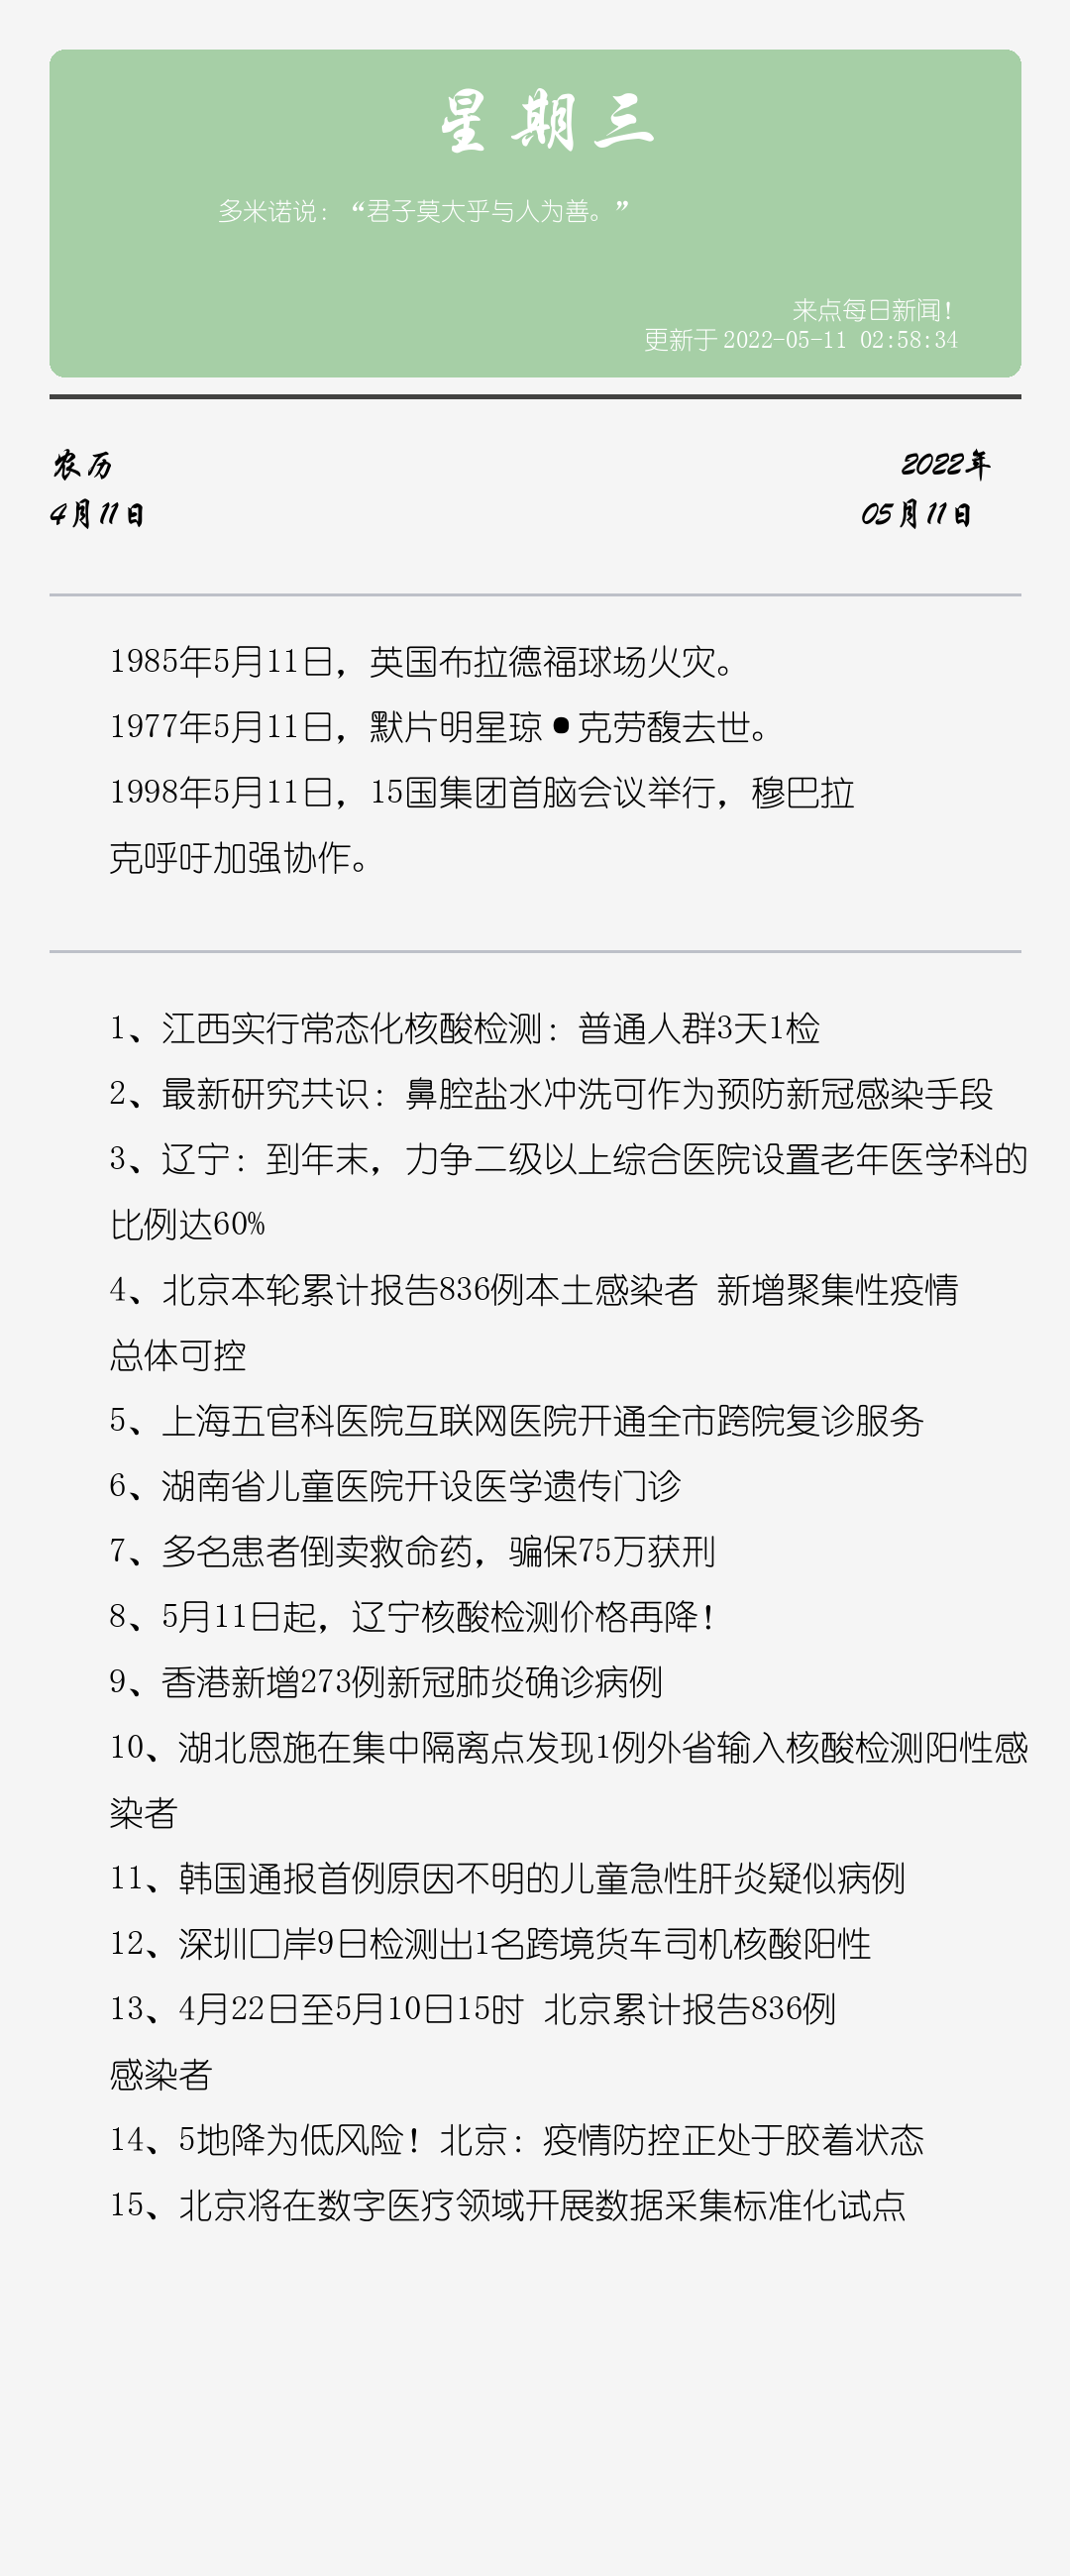 星期三
多米诺说：“君子莫大乎与人为善。”
来点每日新闻！
更新于 2022-05-11 02:58:34
农历
2022年
4月11日
05月11日
1985年5月11日，英国布拉德福球场火灾。
1977年5月11日，默片明星琼•克劳馥去世。
1998年5月11日，15国集团首脑会议举行，穆巴拉
克呼吁加强协作。
1、江西实行常态化核酸检测：普通人群3天1检
2、最新研究共识：鼻腔盐水冲洗可作为预防新冠感染手段
3、辽宁：到年末，力争二级以上综合医院设置老年医学科的
比例达60%
4、北京本轮累计报告836例本土感染者 新增聚集性疫情
总体可控
5、上海五官科医院互联网医院开通全市跨院复诊服务
6、湖南省儿童医院开设医学遗传门诊
7、多名患者倒卖救命药，骗保75万获刑
8、5月11日起，辽宁核酸检测价格再降！
9、香港新增273例新冠肺炎确诊病例
10、湖北恩施在集中隔离点发现1例外省输入核酸检测阳性感
染者
11、韩国通报首例原因不明的儿童急性肝炎疑似病例
12、深圳口岸9日检测出1名跨境货车司机核酸阳性
13、4月22日至5月10日15时 北京累计报告836例
感染者
14、5地降为低风险！北京：疫情防控正处于胶着状态
15、北京将在数字医疗领域开展数据采集标准化试点